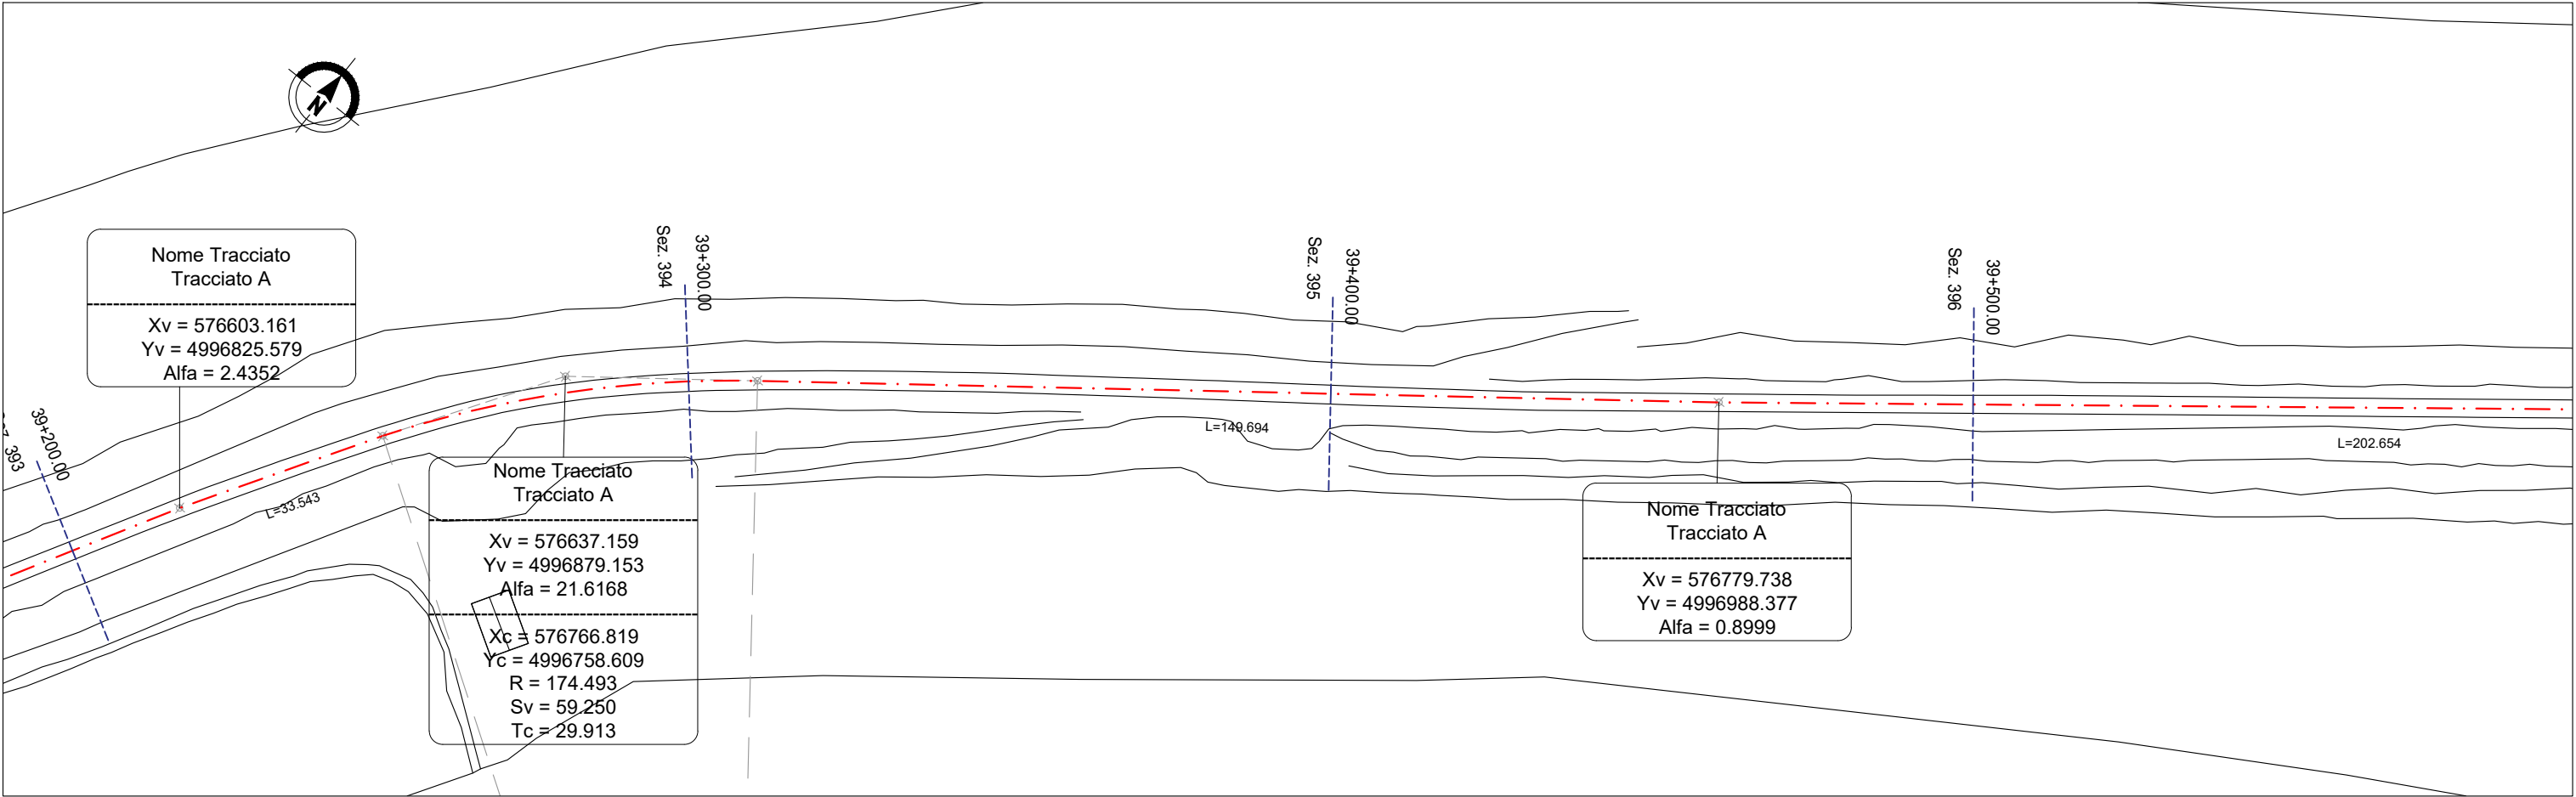 N
Nome Tracciato
Tracciato A
Xv = 576603.161
Yv = 4996825.579
Alfa = 2.4352
393
39+200.00
L=33.543
Sez. 394
39+300.00
Nome Tracciato
Tracciato A
Xv = 576637.159
Yv = 4996879.153
Alfa = 21.6168
Xc = 576766.819
Yc = 4996758.609
R = 174.493
Sv = 59.250
Tc = 29.913
L=149.694
Sez. 395
39+400.00
Nome Tracciato
Tracciato A
Xv = 576779.738
Yv = 4996988.377
Alfa = 0.8999
Sez. 396
39+500.00
L=202.654